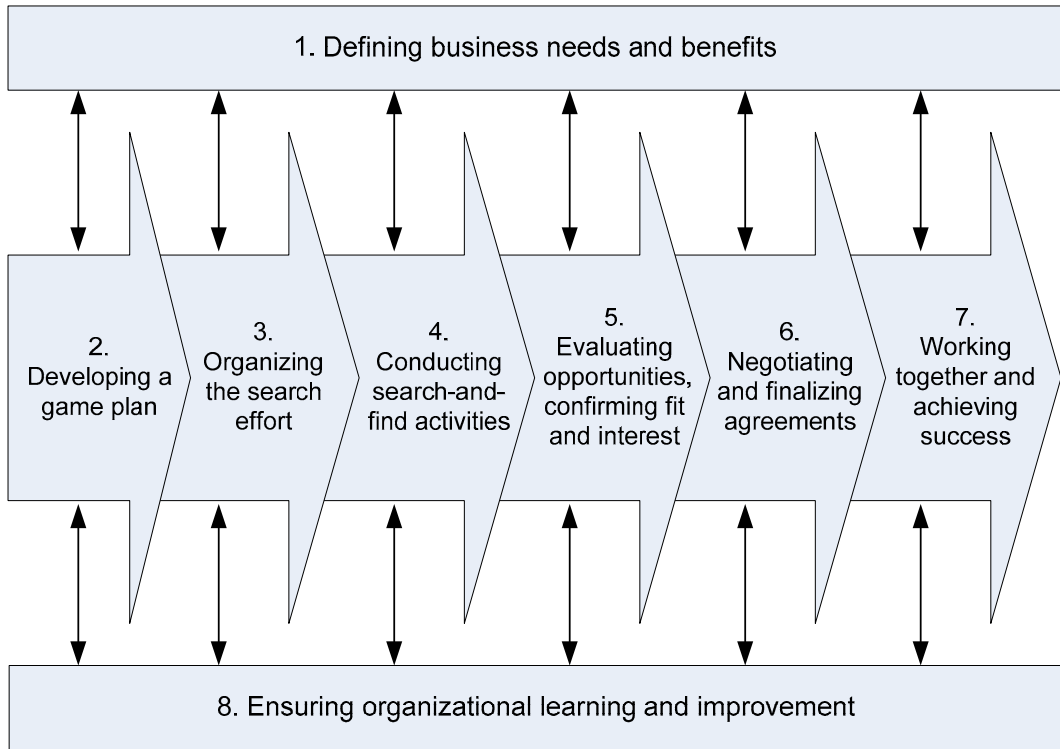 1. Defining business needs and benefits
2.
Developing a
game plan
3.
Organizing
the search
effort
4.
Conducting
search-and-
find activities
5.
Evaluating
opportunities,
confirming fit
and interest
6.
Negotiating
and finalizing
agreements
7.
Working
together and
achieving
success
8. Ensuring organizational learning and improvement